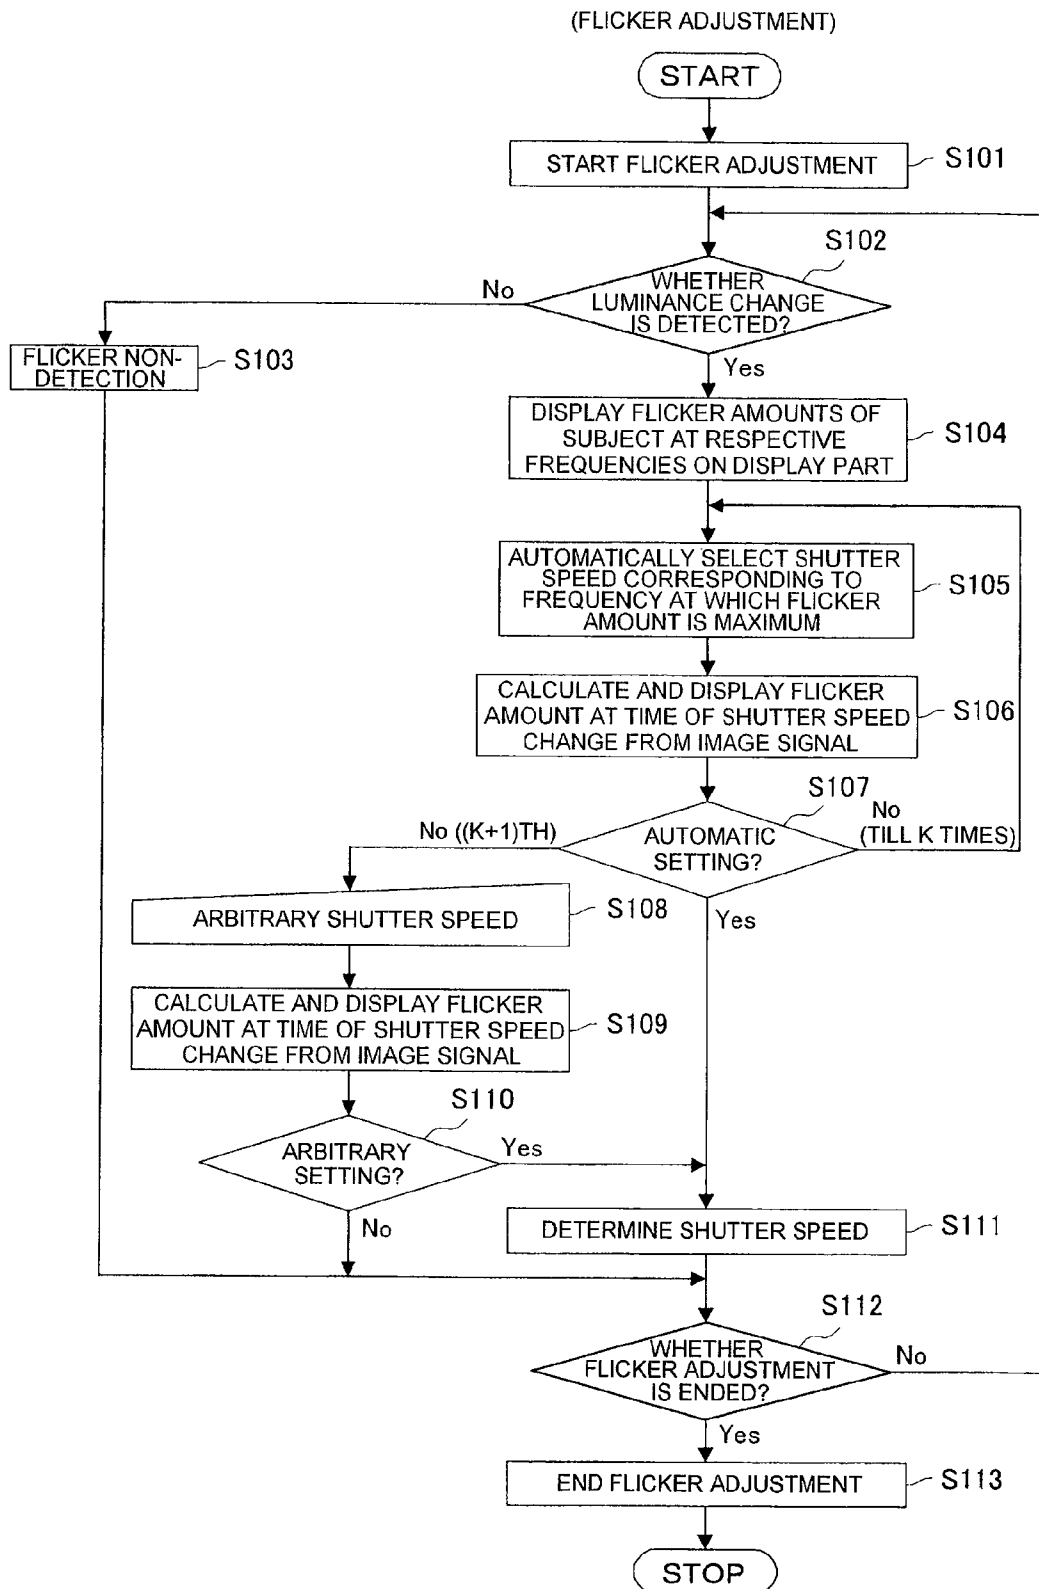 (FLICKER ADJUSTMENT)
START
START FLICKER ADJUSTMENT
S101
S102
WHETHER
LUMINANCE CHANGE
IS DETECTED?
No
Yes
FLICKER NON-
DETECTION
S103
DISPLAY FLICKER AMOUNTS OF
SUBJECT AT RESPECTIVE
FREQUENCIES ON DISPLAY PART
S104
AUTOMATICALLY SELECT SHUTTER
SPEED CORRESPONDING TO
FREQUENCY AT WHICH FLICKER
AMOUNT IS MAXIMUM
S105
CALCULATE AND DISPLAY FLICKER
AMOUNT AT TIME OF SHUTTER SPEED
CHANGE FROM IMAGE SIGNAL
S106
S107
AUTOMATIC
SETTING?
No
(TILL K TIMES)
No ((K+1)TH)
Yes
ARBITRARY SHUTTER SPEED
S108
CALCULATE AND DISPLAY FLICKER
AMOUNT AT TIME OF SHUTTER SPEED
CHANGE FROM IMAGE SIGNAL
S109
S110
ARBITRARY
SETTING?
Yes
No
DETERMINE SHUTTER SPEED
S111
S112
WHETHER
FLICKER ADJUSTMENT
IS ENDED?
No
Yes
END FLICKER ADJUSTMENT
S113
STOP